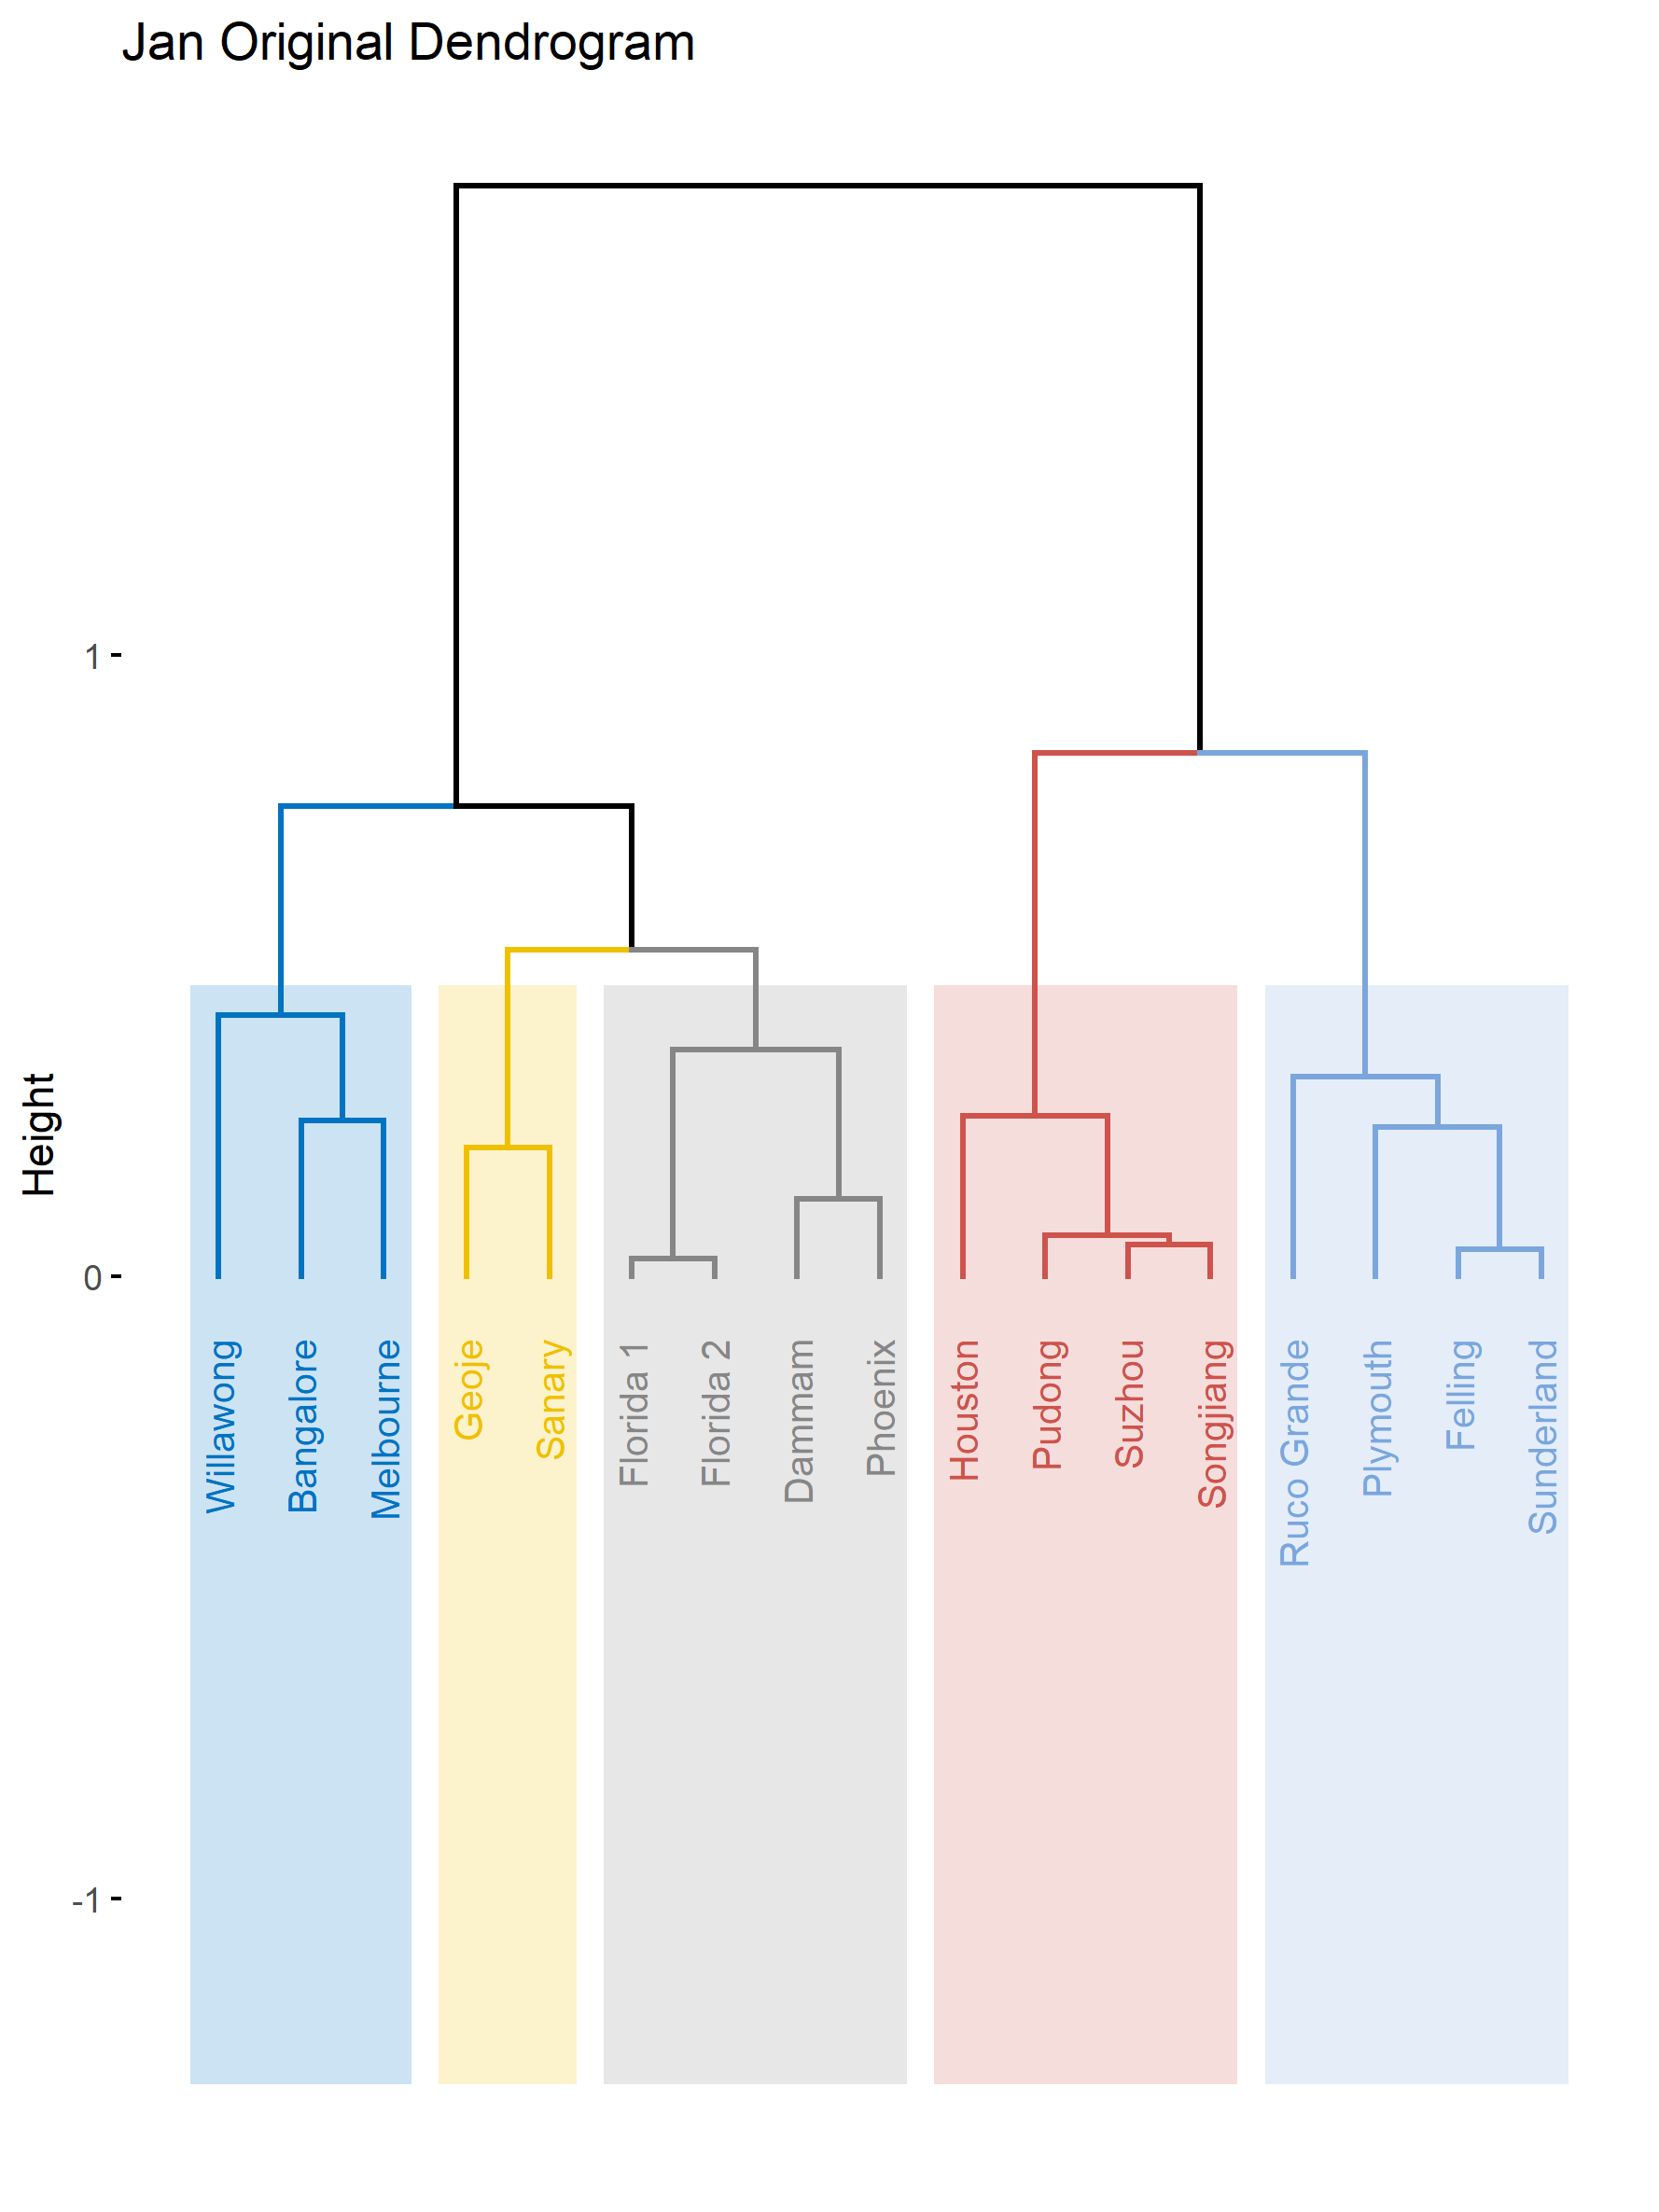 Jan Original Dendrogram
1
0
-1
Height
Willawong
Bangalore
Melbourne
Geoje
Sanary
Florida 1
Florida 2
Dammam
Phoenix
Houston
Pudong
Suzhou
Songjiang
Ruco Grande
Plymouth
Felling
Sunderland